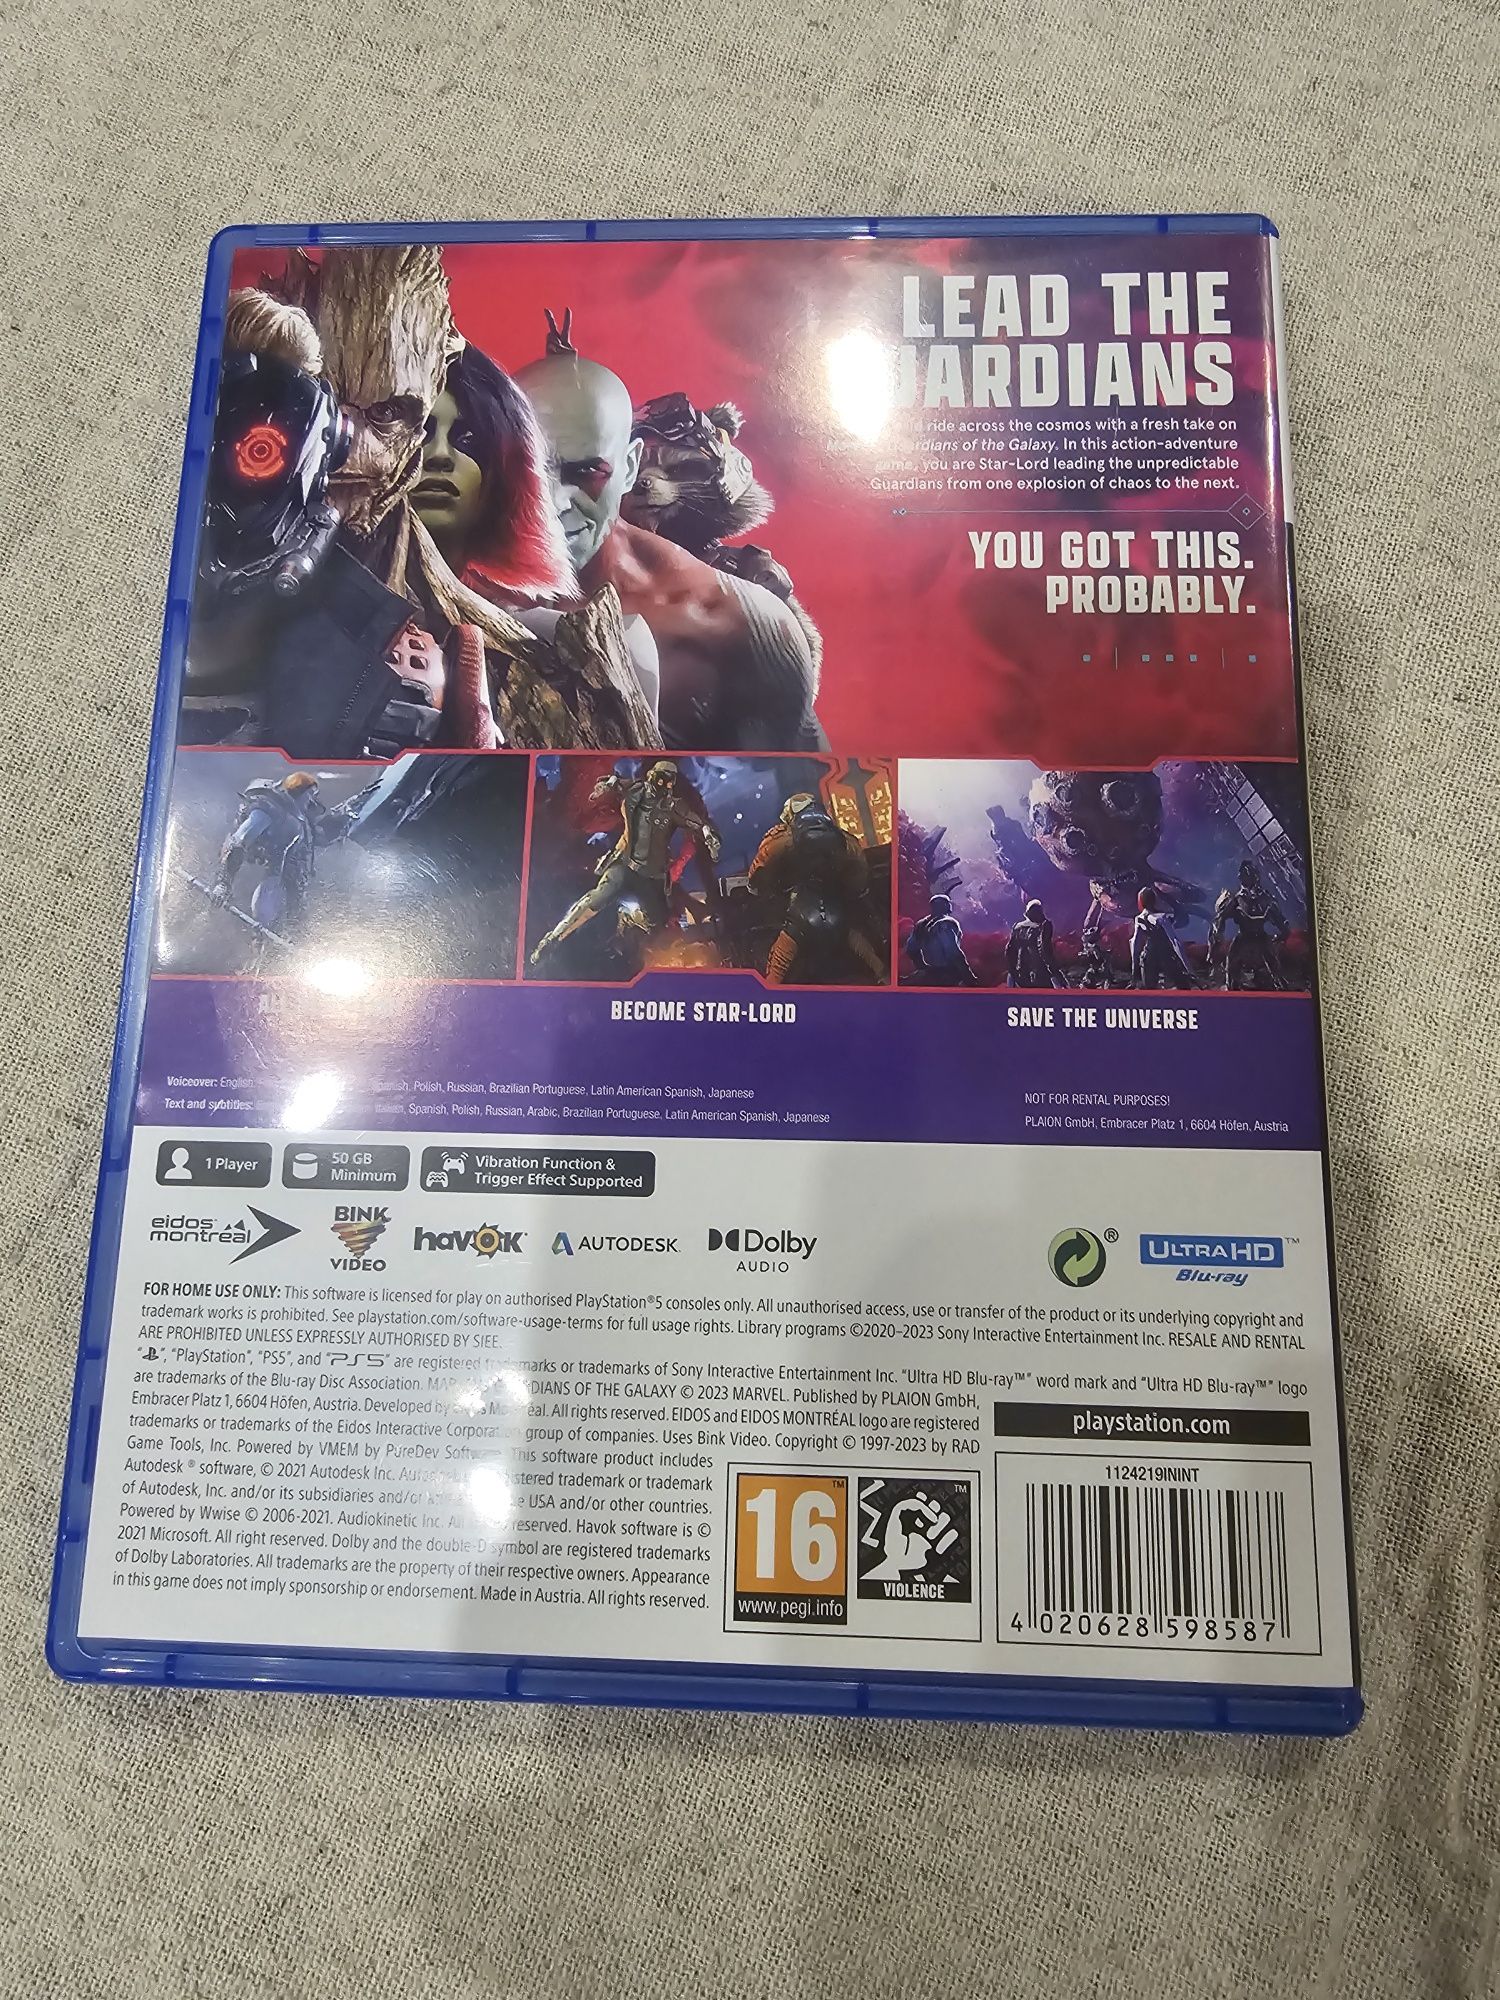 LEAD THE
ARDIANS
ride across the cosmos with a fresh take on
of the Galaxy. In this action-adventure
game, you are Star-Lord leading the unpredictable
Guardians from one explosion of chaos to the next.
YOU GOT THIS.
PROBABLY.
BECOME STAR-LORD
SAVE THE UNIVERSE
Voiceover: English, Polish, Russian, Brazilian Portuguese, Latin American Spanish, Japanese
Text and subtitles: Spanish, Polish, Russian, Arabic, Brazilian Portuguese, Latin American Spanish, Japanese
NOT FOR RENTAL PURPOSES!
PLAION GmbH, Embracer Platz 1, 6604 Höfen, Austria
1 Player
50 GB
Minimum
Vibration Function &
Trigger Effect Supported
eidos
montréal
BINK
VIDEO
havok
AUTODESK
Dolby
AUDIO
®
ULTRA HD™
Blu-ray
FOR HOME USE ONLY: This software is licensed for play on authorised PlayStation®5 consoles only. All unauthorised access, use or transfer of the product or its underlying copyright and
trademark works is prohibited. See playstation.com/software-usage-terms for full usage rights. Library programs ©2020–2023 Sony Interactive Entertainment Inc. RESALE AND RENTAL
ARE PROHIBITED UNLESS EXPRESSLY AUTHORISED BY SIEE.
"PlayStation", "PS5", and "PS5" are registered trademarks or trademarks of Sony Interactive Entertainment Inc. "Ultra HD Blu-ray™" word mark and "Ultra HD Blu-ray™" logo
are trademarks of the Blu-ray Disc Association. GUARDIANS OF THE GALAXY © 2023 MARVEL. Published by PLAION GmbH,
Embracer Platz 1, 6604 Höfen, Austria. Developed by All rights reserved. EIDOS and EIDOS MONTRÉAL logo are registered
trademarks or trademarks of the Eidos Interactive Corporation group of companies. Uses Bink Video. Copyright © 1997-2023 by RAD
Game Tools, Inc. Powered by VMEM by PureDev Software. This software product includes
Autodesk ® software, © 2021 Autodesk Inc. registered trademark or trademark
of Autodesk, Inc. and/or its subsidiaries and/or USA and/or other countries.
Powered by Wwise © 2006-2021. Audiokinetic Inc. All reserved. Havok software is ©
2021 Microsoft. All right reserved. Dolby and the double-D symbol are registered trademarks
of Dolby Laboratories. All trademarks are the property of their respective owners. Appearance
in this game does not imply sponsorship or endorsement. Made in Austria. All rights reserved.
playstation.com
16™
www.pegi.info
™
VIOLENCE
1124219ININT
4 020628 598587